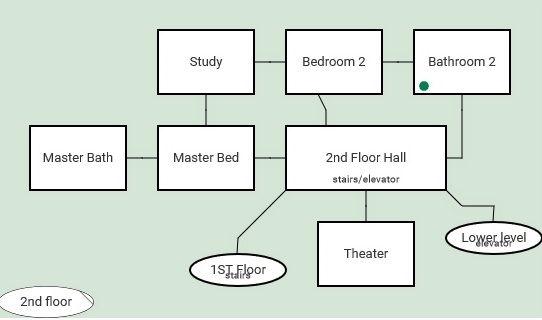 Study
Bedroom 2
Bathroom 2
Master Bath
Master Bed
2nd Floor Hall
stairs/elevator
Lower level
elevator
Theater
1ST Floor
stairs
2nd floor